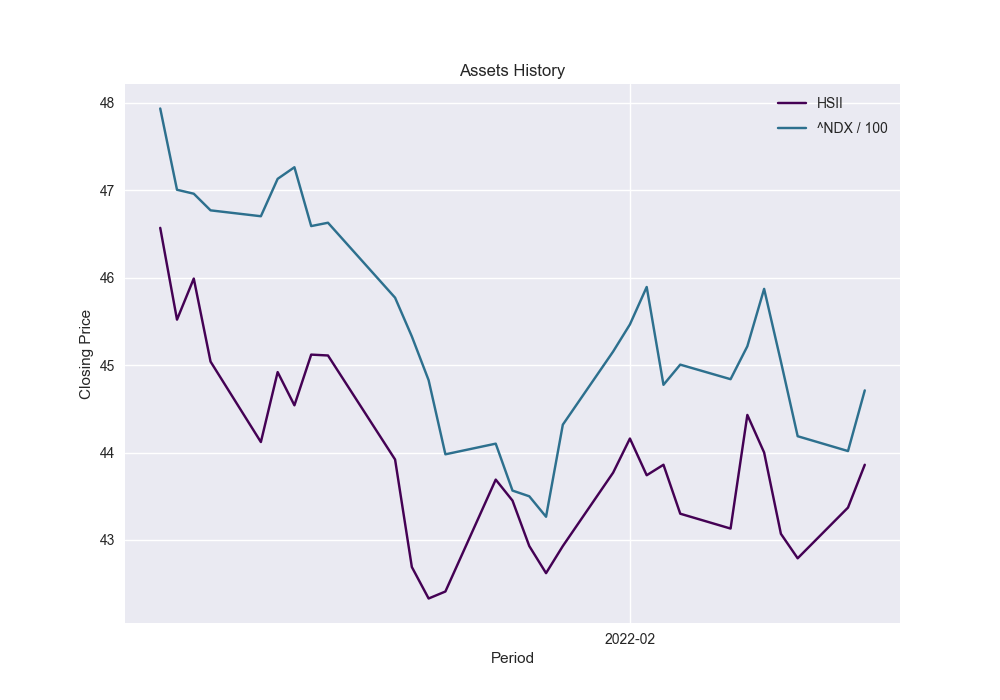 Assets History
HSII
^NDX / 100
48
47
46
45
44
43
Closing Price
2022-02
Period